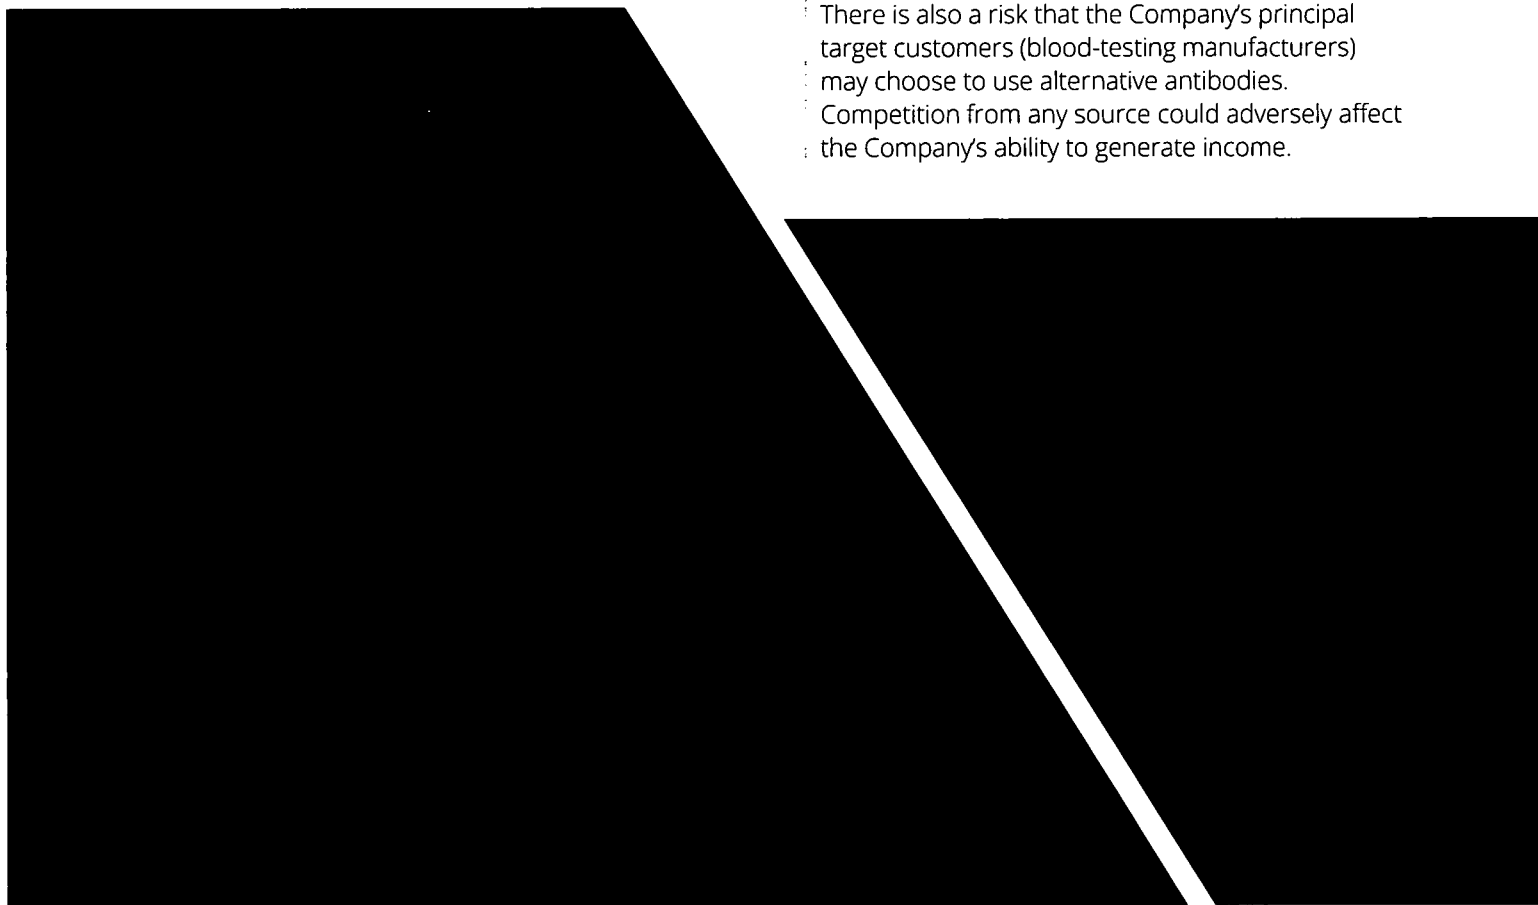 There is also a risk that the Company's principal
target customers (blood-testing manufacturers)
may choose to use alternative antibodies.
Competition from any source could adversely affect
the Company's ability to generate income.